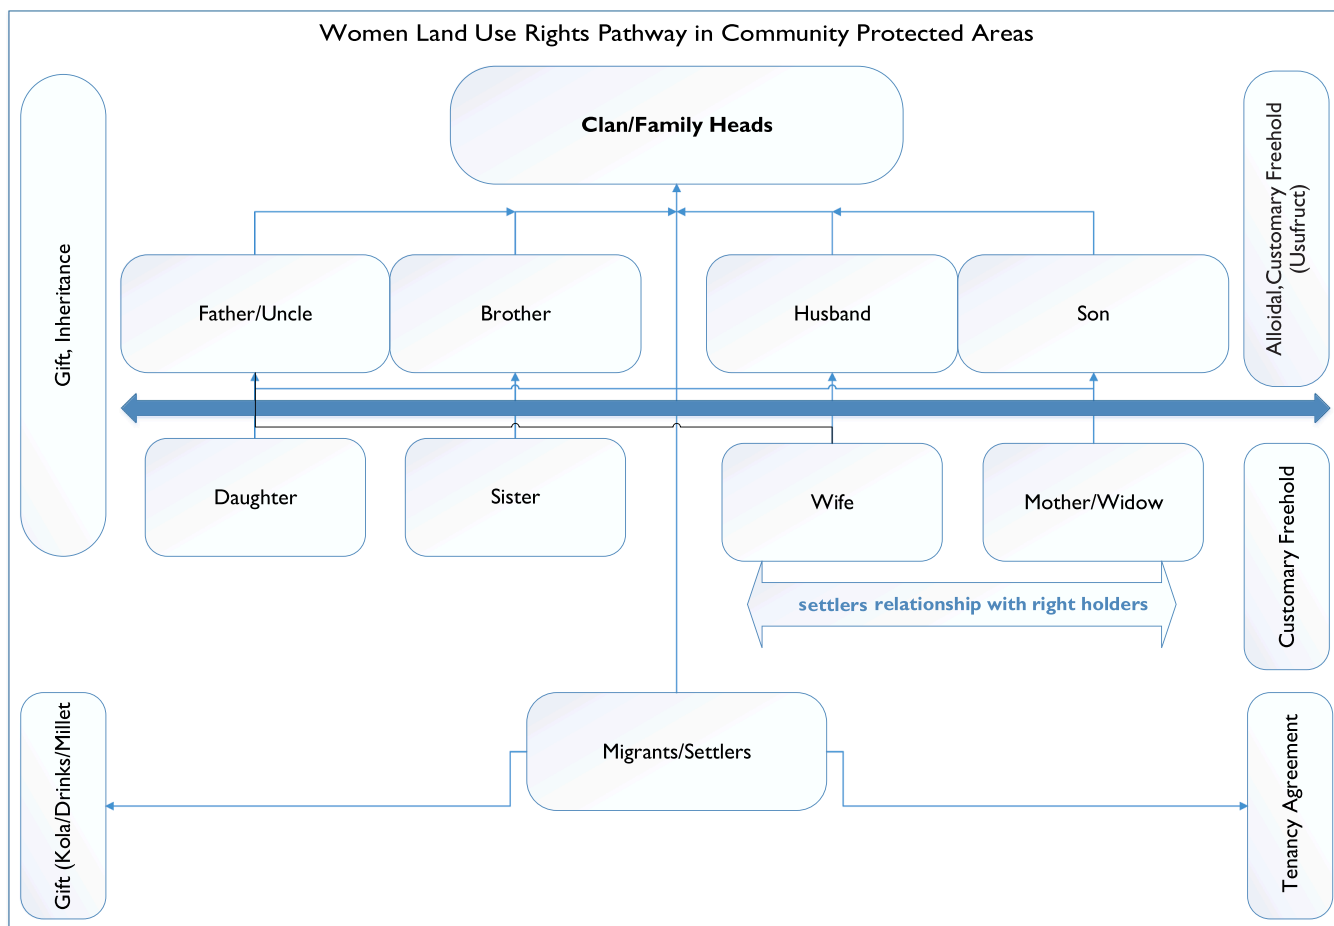 Women Land Use Rights Pathway in Community Protected Areas
Clan/Family Heads
Gift, Inheritance
Alloidal,Customary Freehold
(Usufruct)
Father/Uncle
Brother
Husband
Son
Daughter
Sister
Wife
Mother/Widow
Customary Freehold
settlers relationship with right holders
Gift (Kola/Drinks/Millet
Migrants/Settlers
Tenancy Agreement